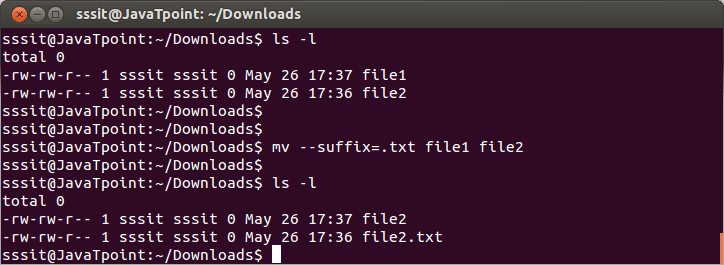 sssit@JavaTpoint: ~/Downloads
sssit@JavaTpoint:~/Downloads$ ls -l
total 0
-rw-rw-r-- 1 sssit sssit 0 May 26 17:37 file1
-rw-rw-r-- 1 sssit sssit 0 May 26 17:36 file2
sssit@JavaTpoint:~/Downloads$
sssit@JavaTpoint:~/Downloads$
sssit@JavaTpoint:~/Downloads$ mv --suffix=.txt file1 file2
sssit@JavaTpoint:~/Downloads$
sssit@JavaTpoint:~/Downloads$ ls -l
total 0
-rw-rw-r-- 1 sssit sssit 0 May 26 17:37 file2
-rw-rw-r-- 1 sssit sssit 0 May 26 17:36 file2.txt
sssit@JavaTpoint:~/Downloads$